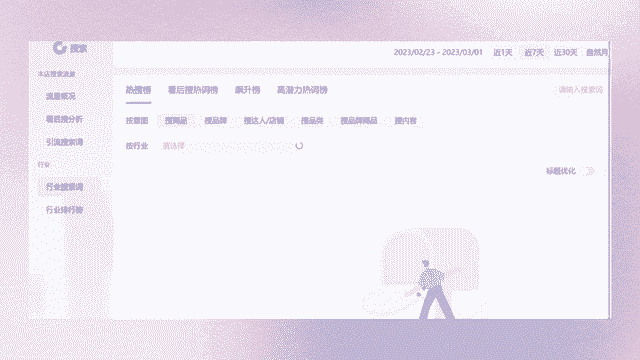 搜索
2023/02/23 - 2023/03/01 近1天 近7天 近30天 自然月
本店搜索流量
流量概况
看后搜分析
引流搜索词
行业
行业搜索词
行业排行榜
热搜榜 看后搜热词榜 飙升榜 高潜力热词榜
请输入搜索词
按意图 搜商品 搜品牌 搜达人/店铺 搜品类 搜品牌商品 搜内容
按行业 请选择
标题优化